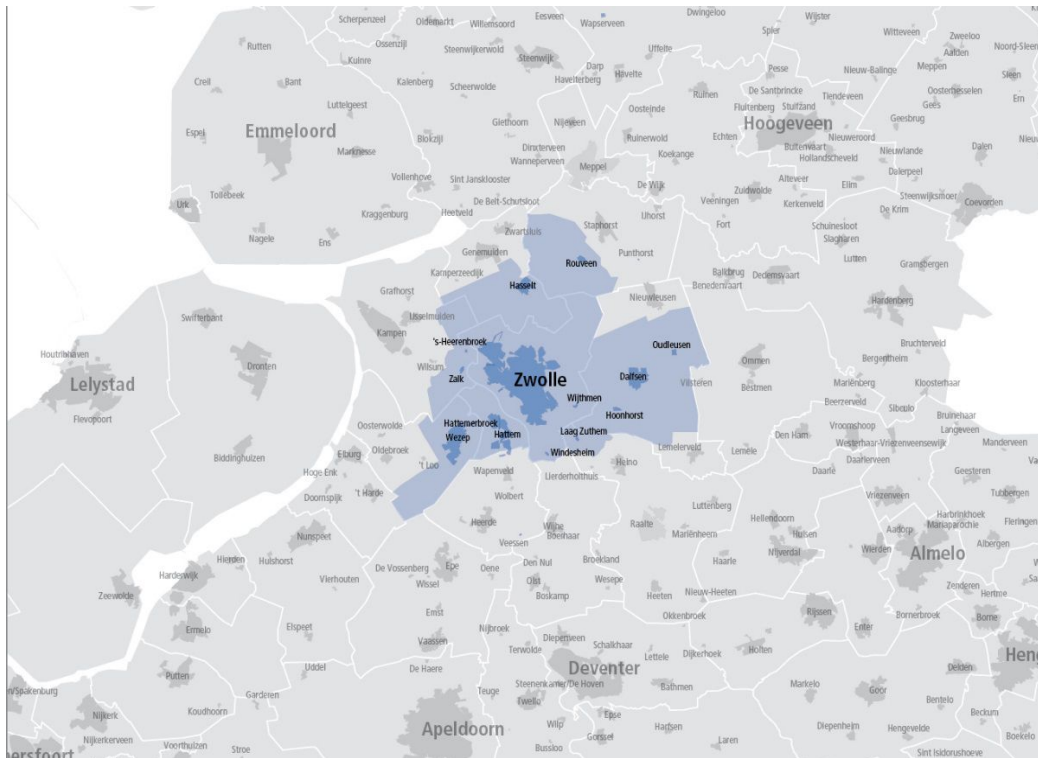 Scherpenzeel
Oldemarkt
Willemsoord
Eesveen
Wapserveen
Dwingeloo
Wijster
Spier
Witteveen
Zweeloo
Aalden
Noord-Sleen
Rutten
Ossenzijl
Kuinre
Steenwijkerwold
Steenwijk
Darp
Havelterberg
Havelte
Uffelte
Pesse
Nieuw-Balinge
Meppen
Sleen
Creil
Bant
Kalenberg
Scheerwolde
Ruinen
De Santbrincke
Fluitenberg
Stuifzand
Tiendeveen
Oosterhesselen
Gees
Erm
Luttelgeest
Oosteinde
Hoogeveen
Geesbrug
Espel
Emmeloord
Blokzijl
Giethoorn
Nijeveen
Ruinerwold
Echten
Nieuweroord
Marknesse
Dinxterveen
Wanneperveen
Koekange
Buitenvaart
Hollandscheveld
Nieuwlande
Dalen
Meppel
Dalerpeel
Tollebeek
Vollenhove
Sint Jansklooster
De Wijk
Zuidwolde
Alteveer
Elim
Urk
Kraggenburg
Heetveld
De Belt-Schutsloot
IJhorst
Veeningen
Kerkenveld
Steenwijksmoer
De Krim
Coevorden
Nagele
Ens
Zwartsluis
Staphorst
Fort
Schuinesloot
Slagharen
Genemuiden
Punthorst
Lutten
Kamperzeedijk
Rouveen
Balkbrug
Dedemsvaart
Gramsbergen
Benedenvaart
Hasselt
Grafhorst
Nieuwleusen
Hardenberg
Swifterbant
IJsselmuiden
Kampen
Bruchterveld
's-Heerenbroek
Oudleusen
Houtribhaven
Wilsum
Ommen
Bergentheim
Lelystad
Dronten
Zalk
Zwolle
Dalfsen
Vilsteren
Bestmen
Mariënberg
Kloosterhaar
Wijthmen
Beerzerveld
Sibculo
Flevopoort
Hoonhorst
Bruinehaar
Hattemerbroek
Vroomshoop
Langeveen
Oosterwolde
Wezep
Hattem
Laag Zuthem
Den Ham
Westerhaar-Vriezenveensewijk
Manderveen
Biddinghuizen
Elburg
Oldebroek
Windesheim
Lemelerveld
Lemele
Daarlerveen
Hoge Enk
't Loo
Heino
Daarle
Geesteren
Wapenveld
Lierderholthuis
Doornspijk
't Harde
Wolbert
Luttenberg
Vriezenveen
Tubbergen
Hellendoorn
Harbrinkhoek
Mariaparochie
Heerde
Wijhe
Raalte
Hulsen
Aadorp
Fleringen
Nunspeet
Boerhaar
Mariënheem
Albergen
Veessen
Nijverdal
Wierden
Almelo
Hierden
Hulshorst
Haarle
Harderwijk
De Vossenberg
Epe
Oene
Den Nul
Broekland
Vierhouten
Wissel
Olst
Wesepe
Zenderen
Zeewolde
Boskamp
Heeten
Nieuw-Heeten
Hertme
Emst
Okkenbroek
Rijssen
Bornerbroek
Borne
Ermelo
Elspeet
Nijbroek
Enter
Vaassen
Diepenveen
Terwolde
Schalkhaar
Lettele
Dijkerhoek
Holten
Uddel
De Haere
Deventer
Delden
Putten
Steenenkamer/De Hoven
Bathmen
Markelo
Goor
Garderen
Teuge
Twello
Bentelo
Koudhoorn
Epse
Beckum
Nijkerk
Apeldoorn
Wilp
Harfsen
Diepenheim
Hengevelde
Nijkerkerveen
Gorssel
Boekelo
Voorthuizen
Stroe
Bussloo
Laren
Sint Isidorushoeve